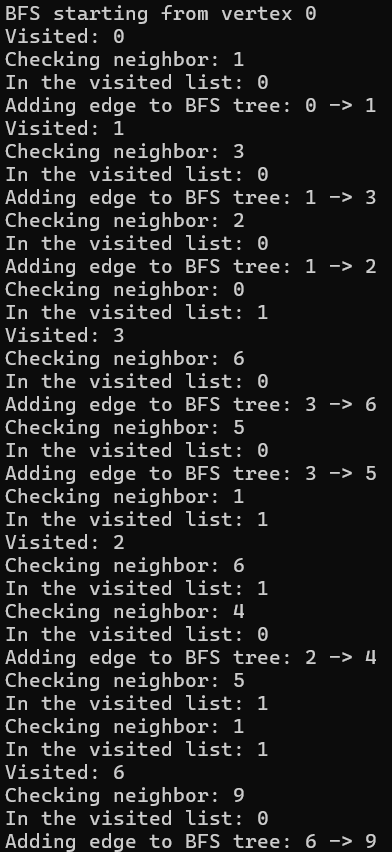 BFS starting from vertex 0
Visited: 0
Checking neighbor: 1
In the visited list: 0
Adding edge to BFS tree: 0 -> 1
Visited: 1
Checking neighbor: 3
In the visited list: 0
Adding edge to BFS tree: 1 -> 3
Checking neighbor: 2
In the visited list: 0
Adding edge to BFS tree: 1 -> 2
Checking neighbor: 0
In the visited list: 1
Visited: 3
Checking neighbor: 6
In the visited list: 0
Adding edge to BFS tree: 3 -> 6
Checking neighbor: 5
In the visited list: 0
Adding edge to BFS tree: 3 -> 5
Checking neighbor: 1
In the visited list: 1
Visited: 2
Checking neighbor: 6
In the visited list: 1
Checking neighbor: 4
In the visited list: 0
Adding edge to BFS tree: 2 -> 4
Checking neighbor: 5
In the visited list: 1
Checking neighbor: 1
In the visited list: 1
Visited: 6
Checking neighbor: 9
In the visited list: 0
Adding edge to BFS tree: 6 -> 9